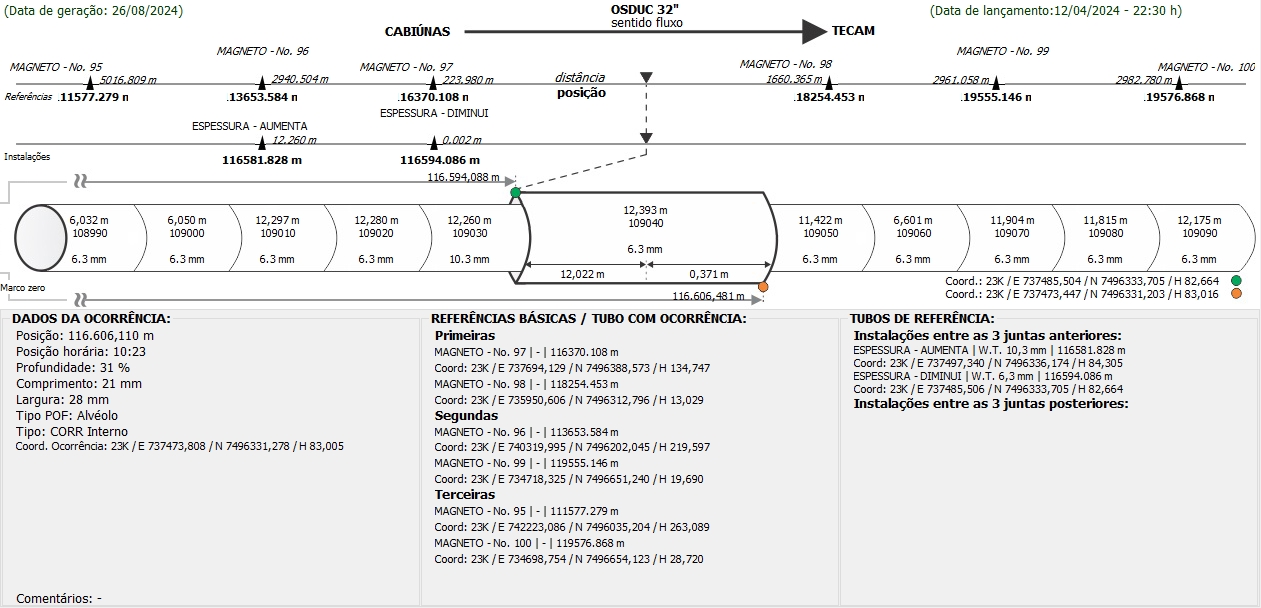 (Data de geração: 26/08/2024)
OSDUC 32"
sentido fluxo
(Data de lançamento:12/04/2024 - 22:30 h)
CABIÚNAS
TECAM
MAGNETO - No. 95
MAGNETO - No. 96
MAGNETO - No. 97
MAGNETO - No. 98
MAGNETO - No. 99
MAGNETO - No. 100
5016.809 m
2940.504 m
223.980 m
distância
1660.365 m
2961.058 m
2982.780 m
Referências
.11577.279 n
.13653.584 n
.16370.108 n
posição
.18254.453 n
.19555.146 n
.19576.868 n
ESPESSURA - AUMENTA
ESPESSURA - DIMINUI
12.260 m
0.002 m
Instalações
116581.828 m
116594.086 m
116.594,088 m
6,032 m
108990
6.3 mm
6,050 m
109000
6.3 mm
12,297 m
109010
6.3 mm
12,280 m
109020
6.3 mm
12,260 m
109030
10.3 mm
12,393 m
109040
6.3 mm
12,022 m
0,371 m
11,422 m
109050
6.3 mm
6,601 m
109060
6.3 mm
11,904 m
109070
6.3 mm
11,815 m
109080
6.3 mm
12,175 m
109090
6.3 mm
Marco zero
116.606,481 m
Coord.: 23K / E 737485,504 / N 7496333,705 / H 82,664
Coord.: 23K / E 737473,447 / N 7496331,203 / H 83,016
DADOS DA OCORRÊNCIA:
Posição: 116.606,110 m
Posição horária: 10:23
Profundidade: 31 %
Comprimento: 21 mm
Largura: 28 mm
Tipo POF: Alvéolo
Tipo: CORR Interno
Coord. Ocorrência: 23K / E 737473,808 / N 7496331,278 / H 83,005
Comentários: -
REFERÊNCIAS BÁSICAS / TUBO COM OCORRÊNCIA:
Primeiras
MAGNETO - No. 97 | - | 116370.108 m
Coord: 23K / E 737694,129 / N 7496388,573 / H 134,747
MAGNETO - No. 98 | - | 118254.453 m
Coord: 23K / E 735950,606 / N 7496312,796 / H 13,029
Segundas
MAGNETO - No. 96 | - | 113653.584 m
Coord: 23K / E 740319,995 / N 7496202,045 / H 219,597
MAGNETO - No. 99 | - | 119555.146 m
Coord: 23K / E 734718,325 / N 7496651,240 / H 19,690
Terceiras
MAGNETO - No. 95 | - | 111577.279 m
Coord: 23K / E 742223,086 / N 7496035,204 / H 263,089
MAGNETO - No. 100 | - | 119576.868 m
Coord: 23K / E 734698,754 / N 7496654,123 / H 28,720
TUBOS DE REFERÊNCIA:
Instalações entre as 3 juntas anteriores:
ESPESSURA - AUMENTA | W.T. 10,3 mm | 116581.828 m
Coord: 23K / E 737497,340 / N 7496336,174 / H 84,305
ESPESSURA - DIMINUI | W.T. 6,3 mm | 116594.086 m
Coord: 23K / E 737485,506 / N 7496333,705 / H 82,664
Instalações entre as 3 juntas posteriores: